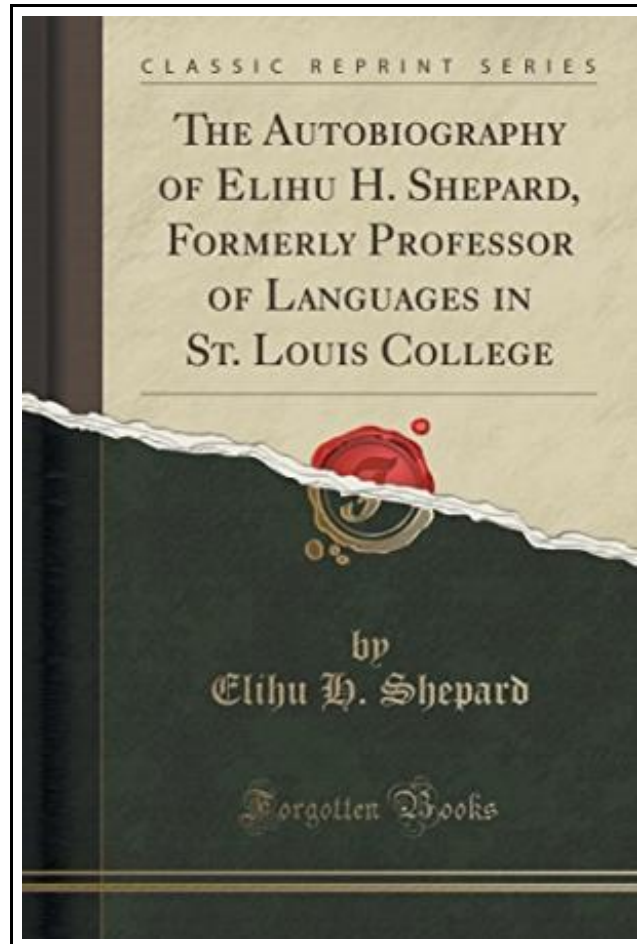 CLASSIC REPRINT SERIES
THE AUTOBIOGRAPHY
OF ELIHU H. SHEPARD,
FORMERLY PROFESSOR
OF LANGUAGES IN
ST. LOUIS COLLEGE
by
Elihu H. Shepard
Forgotten Books